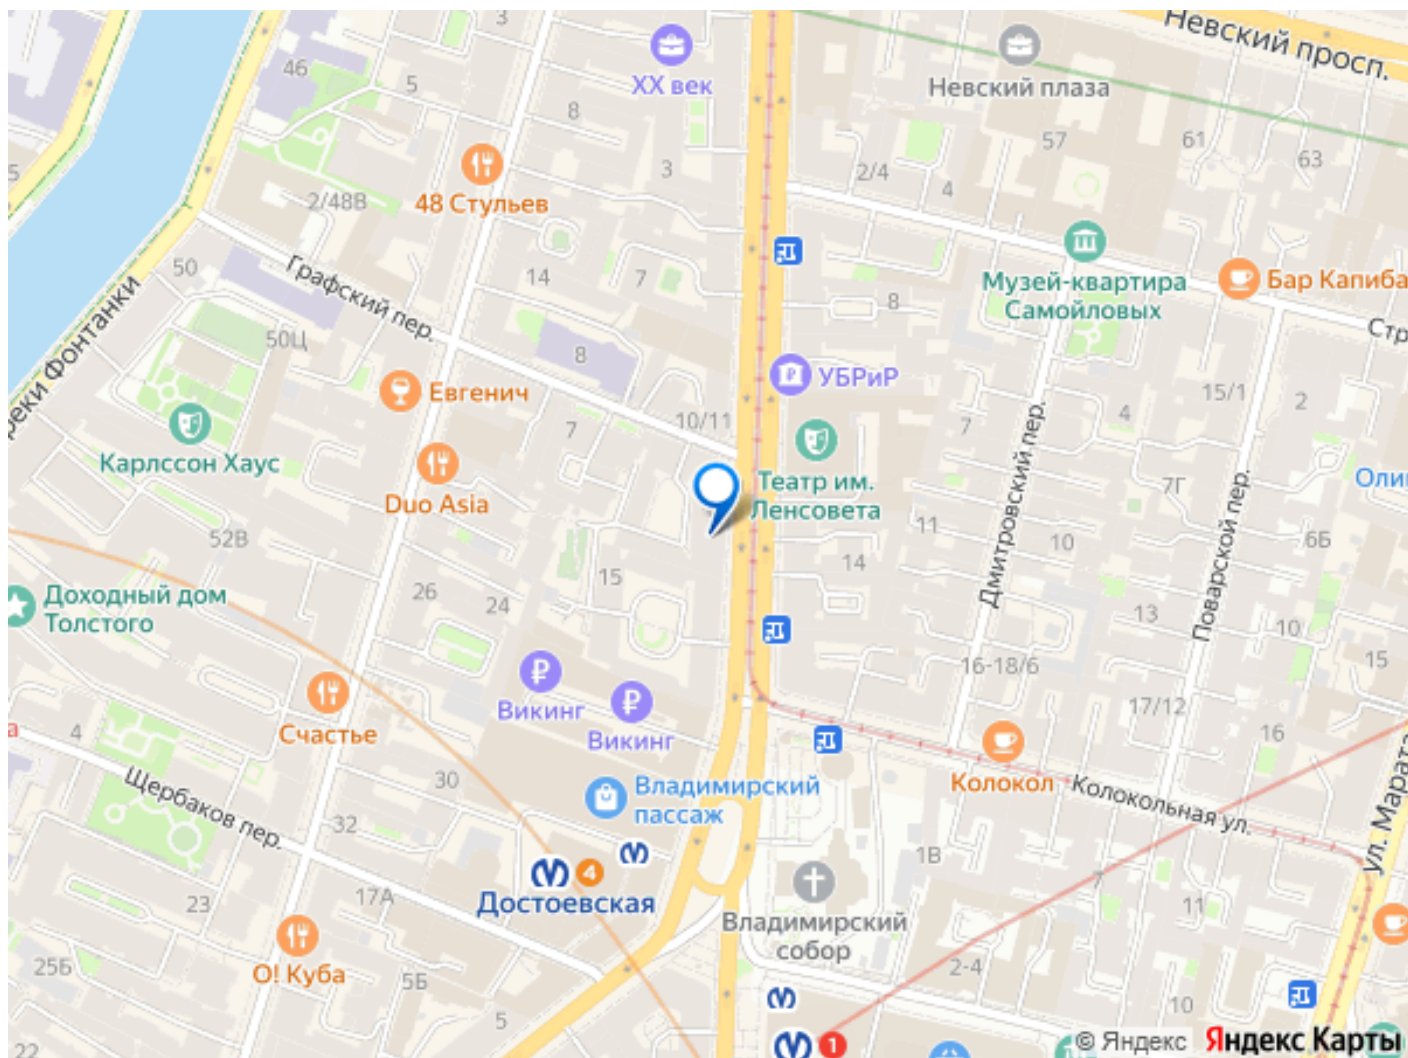 3
46
5
XX век
8
3
Невский просп.
Невский плаза
57
61
63
2/4
4
48 Стульев
2/48В
50
Графский пер.
14
7
8
Музей-квартира
Самойловых
Бар Капиба
Стр
реки Фонтанки
50Ц
8
Евгенич
10/11
7
УБРиР
Карлссон Хаус
Duo Asia
Театр им.
Ленсовета
7
4
15/1
2
Дмитровский пер.
7Г
Поварской пер.
Оли
52В
11
10
6Б
14
15
26
24
Доходный дом
Толстого
13
10
15
16-18/6
17/12
16
Викинг
Викинг
Счастье
а
4
Щербаков пер.
30
32
Владимирский
пассаж
Колокол
Колокольная ул.
ул. Марата
4
Достоевская
17А
23
1В
7
11
Владимирский
собор
О! Куба
25Б
5Б
2-4
10
5
22
1
© Яндекс Яндекс Карты